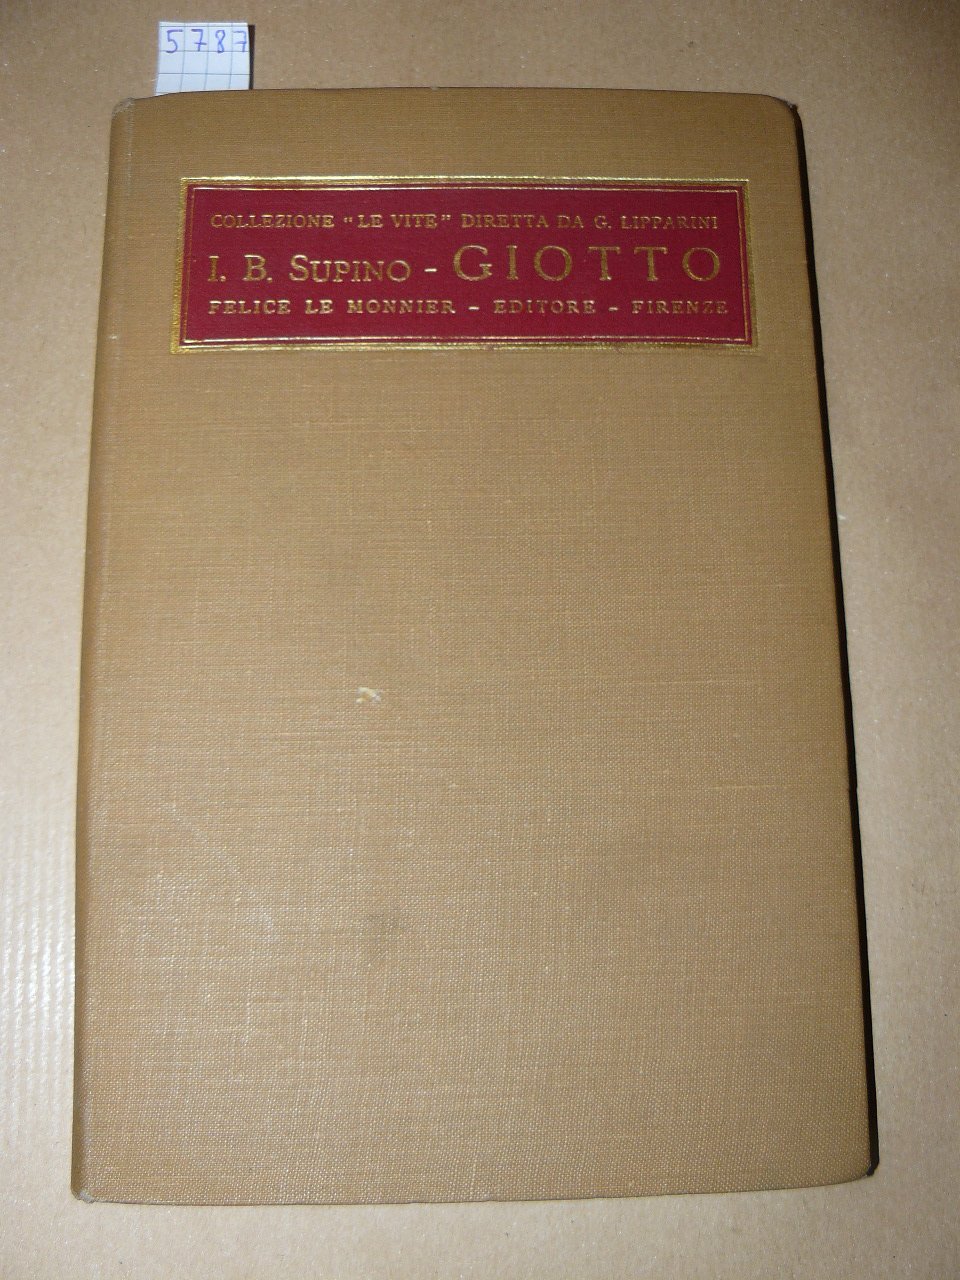 5787
COLLEZIONE "LE VITE" DIRETTA DA G. LIPPARINI
I. B. SUPINO - GIOTTO
FELICE LE MONNIER - EDITORE - FIRENZE